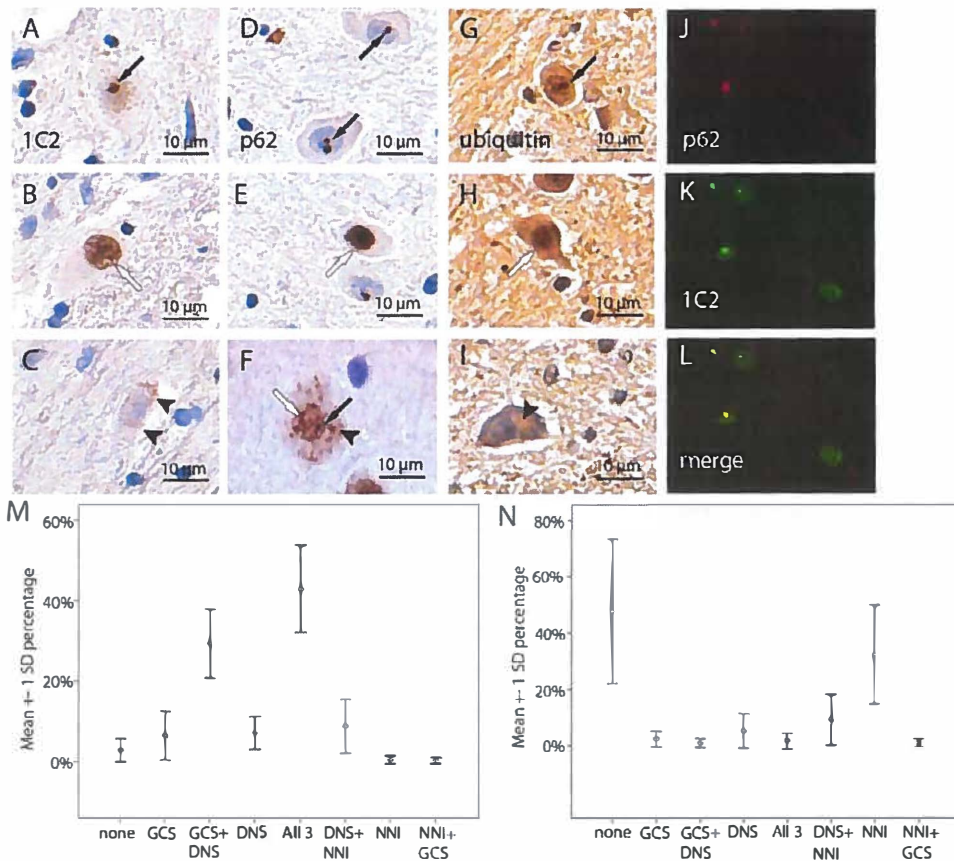 A
1C2
10 µm
D
p62
10 µm
G
ubiquitin
10 µm
J
p62
B
10 µm
E
10 µm
H
10 µm
K
1C2
C
10 µm
F
10 µm
I
10 µm
L
merge
M
60%
40%
20%
0%
Mean +- 1 SD percentage
none
GCS
GCS+
DNS
DNS
All 3
DNS+
NNI
NNI
NNI+
GCS
N
80%
60%
40%
20%
0%
Mean +- 1 SD percentage
none
GCS
GCS+
DNS
DNS
All 3
DNS+
NNI
NNI
NNI+
GCS